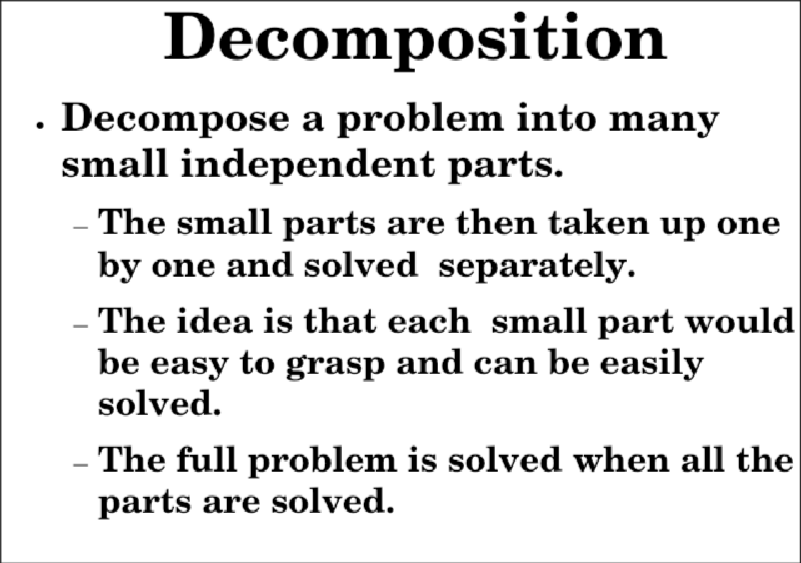 Decomposition
• Decompose a problem into many
small independent parts.
– The small parts are then taken up one
by one and solved separately.
– The idea is that each small part would
be easy to grasp and can be easily
solved.
– The full problem is solved when all the
parts are solved.